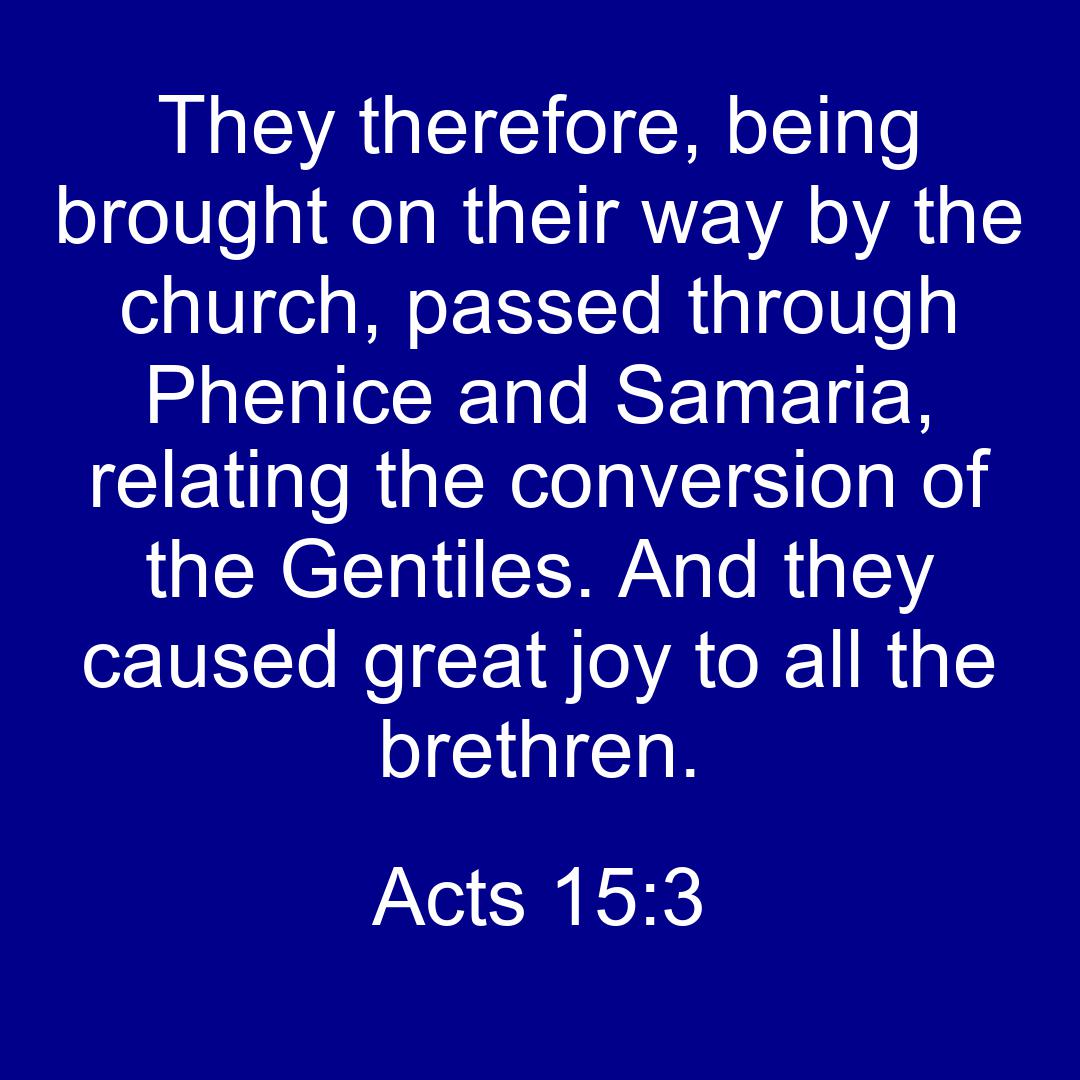 They therefore, being
brought on their way by the
church, passed through
Phenice and Samaria,
relating the conversion of
the Gentiles. And they
caused great joy to all the
brethren.
Acts 15:3